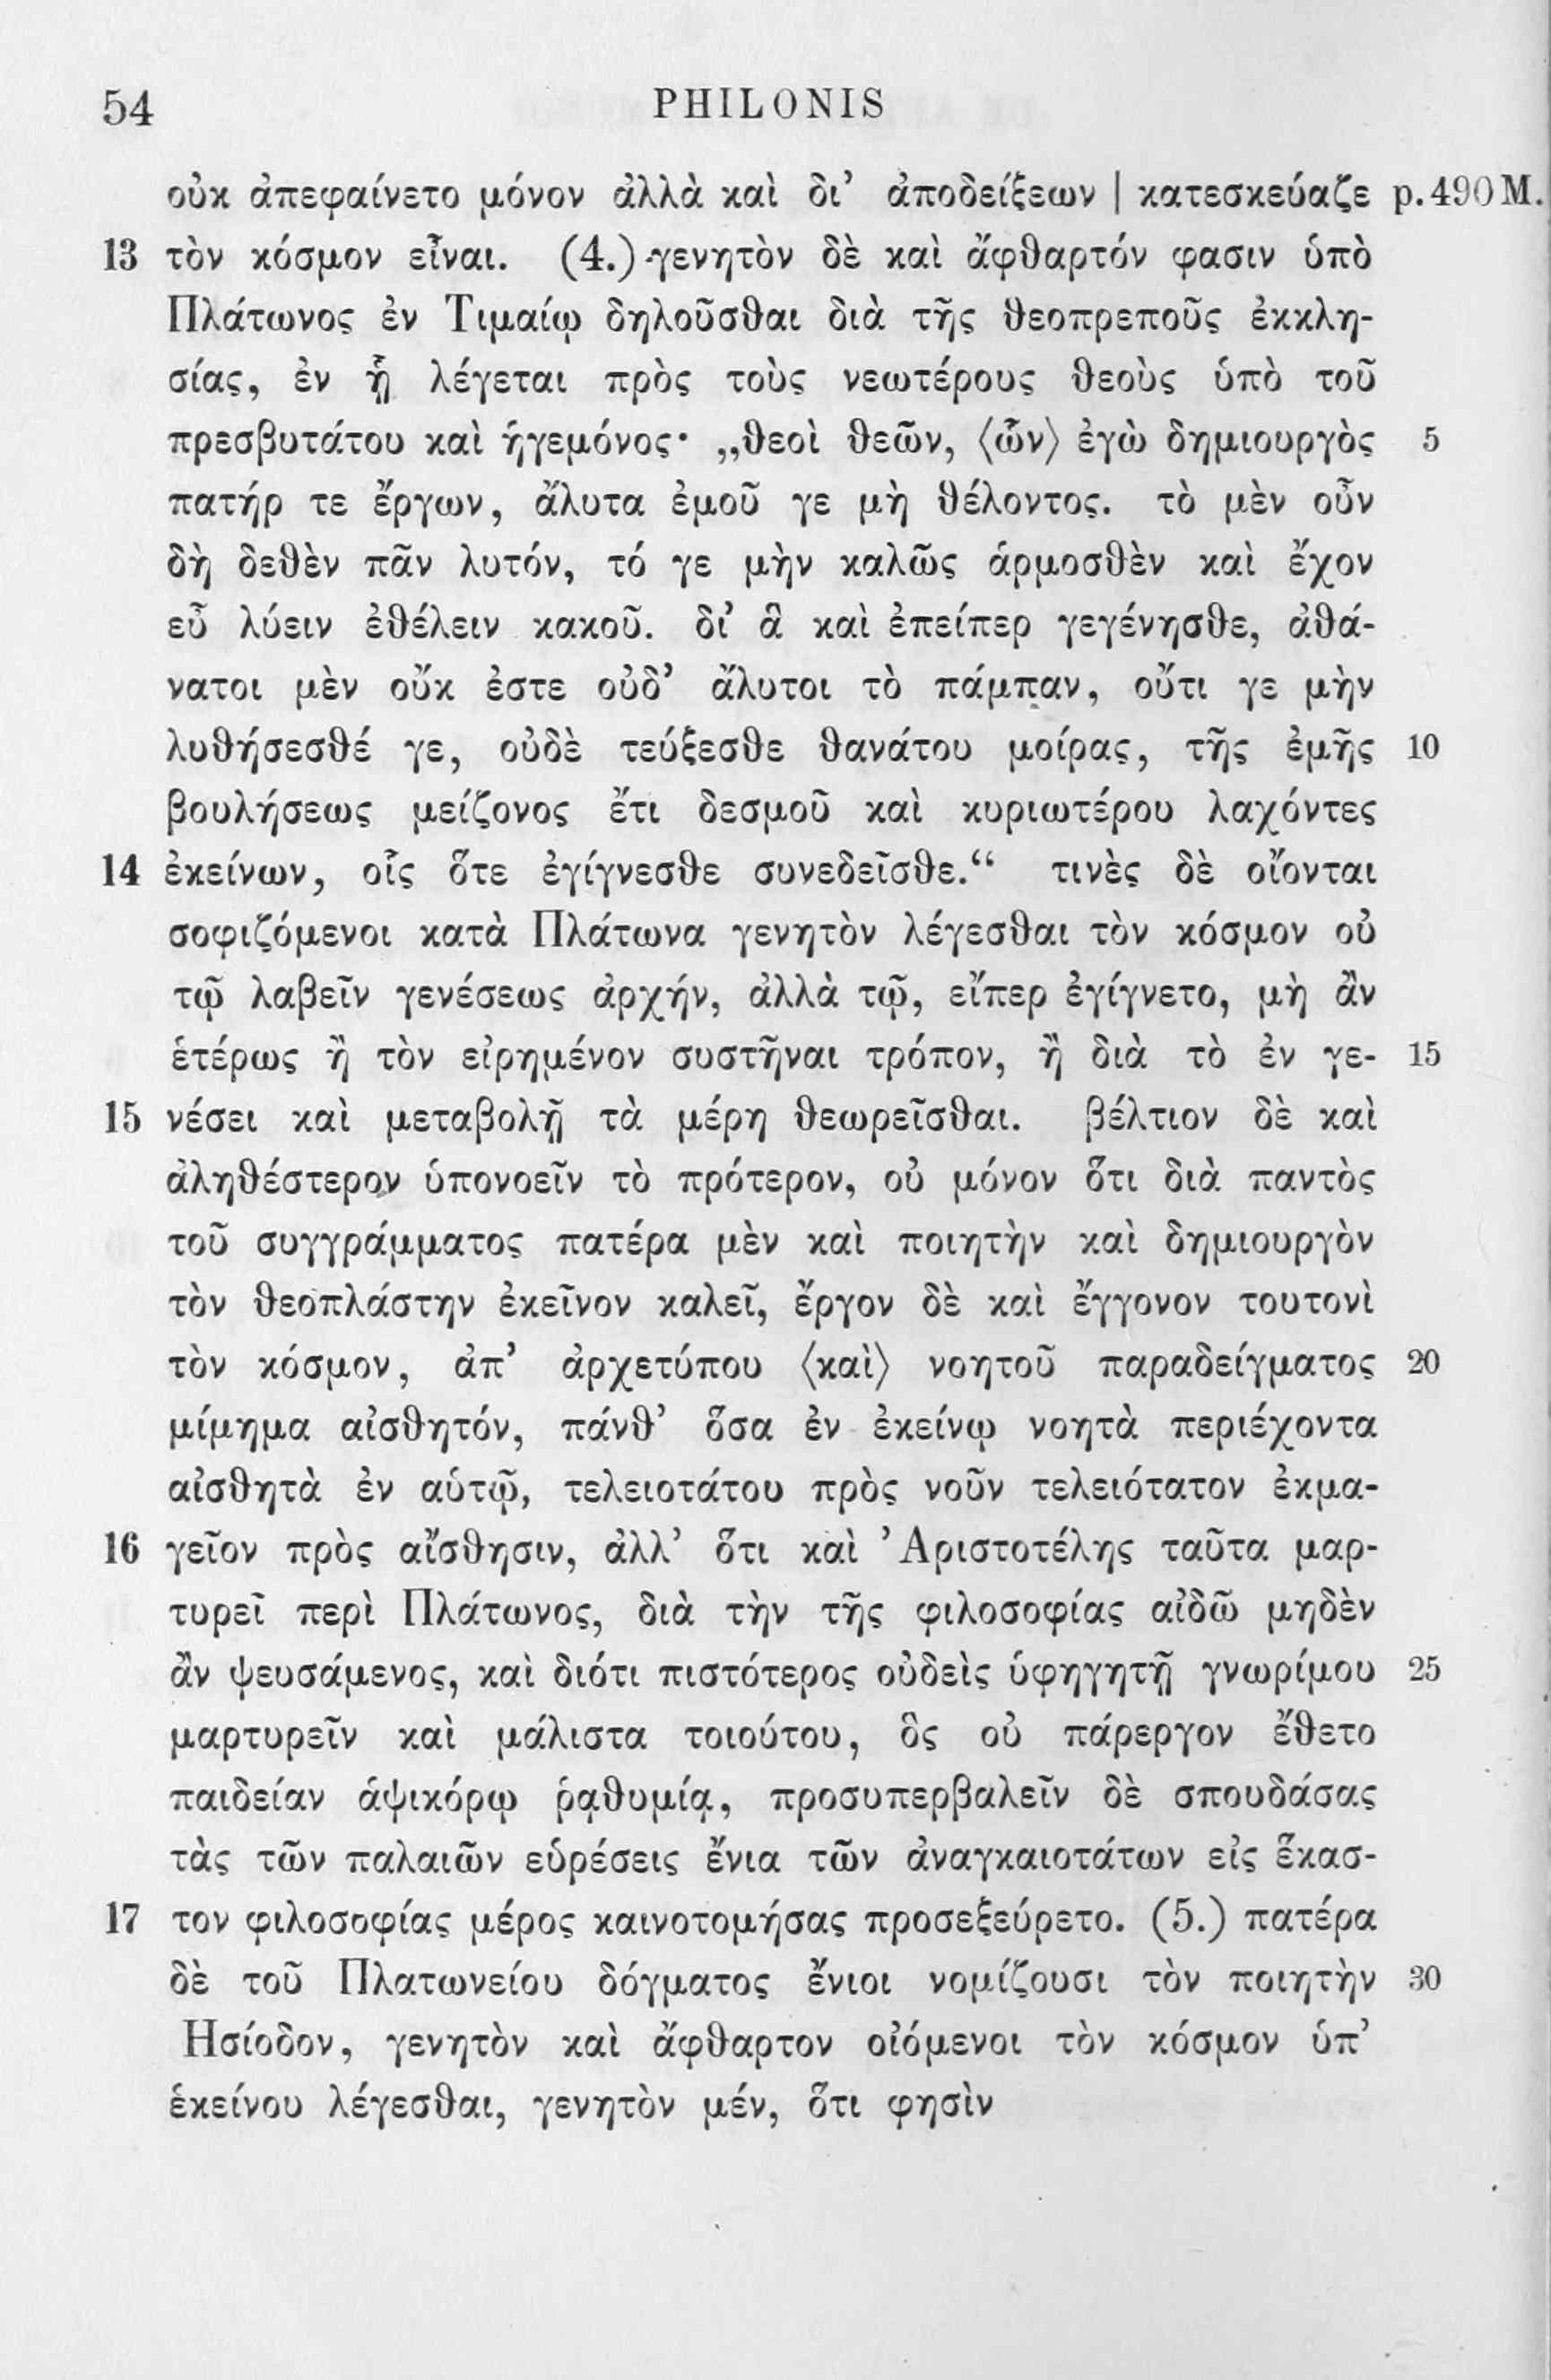 54 PHILONIS
οὐκ ἀπεφαίνετο μόνον ἀλλὰ καὶ δι’ ἀποδείξεων | κατεσκεύαζε p. 490 M.
13 τὸν κόσμον εἶναι. (4.) γενητὸν δὲ καὶ ἄφθαρτόν φασιν ὑπὸ
Πλάτωνος ἐν Τιμαίῳ δηλοῦσθαι διὰ τῆς θεοπρεποῦς ἐκκλη-
σίας, ἐν ᾗ λέγεται πρὸς τοὺς νεωτέρους θεοὺς ὑπὸ τοῦ
πρεσβυτάτου καὶ ἡγεμόνος· „θεοὶ θεῶν, ⟨ὧν⟩ ἐγὼ δημιουργὸς 5
πατήρ τε ἔργων, ἄλυτα ἐμοῦ γε μὴ θέλοντος. τὸ μὲν οὖν
δὴ δεθὲν πᾶν λυτόν, τό γε μὴν καλῶς ἁρμοσθὲν καὶ ἔχον
εὖ λύειν ἐθέλειν κακοῦ. δι’ ἃ καὶ ἐπείπερ γεγένησθε, ἀθά-
νατοι μὲν οὔκ ἐστε οὐδ’ ἄλυτοι τὸ πάμπαν, οὔτι γε μὴν
λυθήσεσθέ γε, οὐδὲ τεύξεσθε θανάτου μοίρας, τῆς ἐμῆς 10
βουλήσεως μείζονος ἔτι δεσμοῦ καὶ κυριωτέρου λαχόντες
14 ἐκείνων, οἷς ὅτε ἐγίγνεσθε συνεδεῖσθε.“ τινὲς δὲ οἴονται
σοφιζόμενοι κατὰ Πλάτωνα γενητὸν λέγεσθαι τὸν κόσμον οὐ
τῷ λαβεῖν γενέσεως ἀρχήν, ἀλλὰ τῷ, εἴπερ ἐγίγνετο, μὴ ἂν
ἑτέρως ἢ τὸν εἰρημένον συστῆναι τρόπον, ἢ διὰ τὸ ἐν γε- 15
15 νέσει καὶ μεταβολῇ τὰ μέρη θεωρεῖσθαι. βέλτιον δὲ καὶ
ἀληθέστερον ὑπονοεῖν τὸ πρότερον, οὐ μόνον ὅτι διὰ παντὸς
τοῦ συγγράμματος πατέρα μὲν καὶ ποιητὴν καὶ δημιουργὸν
τὸν θεοπλάστην ἐκεῖνον καλεῖ, ἔργον δὲ καὶ ἔγγονον τουτονὶ
τὸν κόσμον, ἀπ’ ἀρχετύπου ⟨καὶ⟩ νοητοῦ παραδείγματος 20
μίμημα αἰσθητόν, πάνθ’ ὅσα ἐν ἐκείνῳ νοητὰ περιέχοντα
αἰσθητὰ ἐν αὑτῷ, τελειοτάτου πρὸς νοῦν τελειότατον ἐκμα-
16 γεῖον πρὸς αἴσθησιν, ἀλλ’ ὅτι καὶ Ἀριστοτέλης ταῦτα μαρ-
τυρεῖ περὶ Πλάτωνος, διὰ τὴν τῆς φιλοσοφίας αἰδῶ μηδὲν
ἂν ψευσάμενος, καὶ διότι πιστότερος οὐδεὶς ὑφηγητῇ γνωρίμου 25
μαρτυρεῖν καὶ μάλιστα τοιούτου, ὃς οὐ πάρεργον ἔθετο
παιδείαν ἁψικόρῳ ῥᾳθυμίᾳ, προσυπερβαλεῖν δὲ σπουδάσας
τὰς τῶν παλαιῶν εὑρέσεις ἔνια τῶν ἀναγκαιοτάτων εἰς ἕκασ-
17 τον φιλοσοφίας μέρος καινοτομήσας προσεξεύρετο. (5.) πατέρα
δὲ τοῦ Πλατωνείου δόγματος ἔνιοι νομίζουσι τὸν ποιητὴν 30
Ησίοδον, γενητὸν καὶ ἄφθαρτον οἰόμενοι τὸν κόσμον ὑπ’
ἑκείνου λέγεσθαι, γενητὸν μέν, ὅτι φησὶν